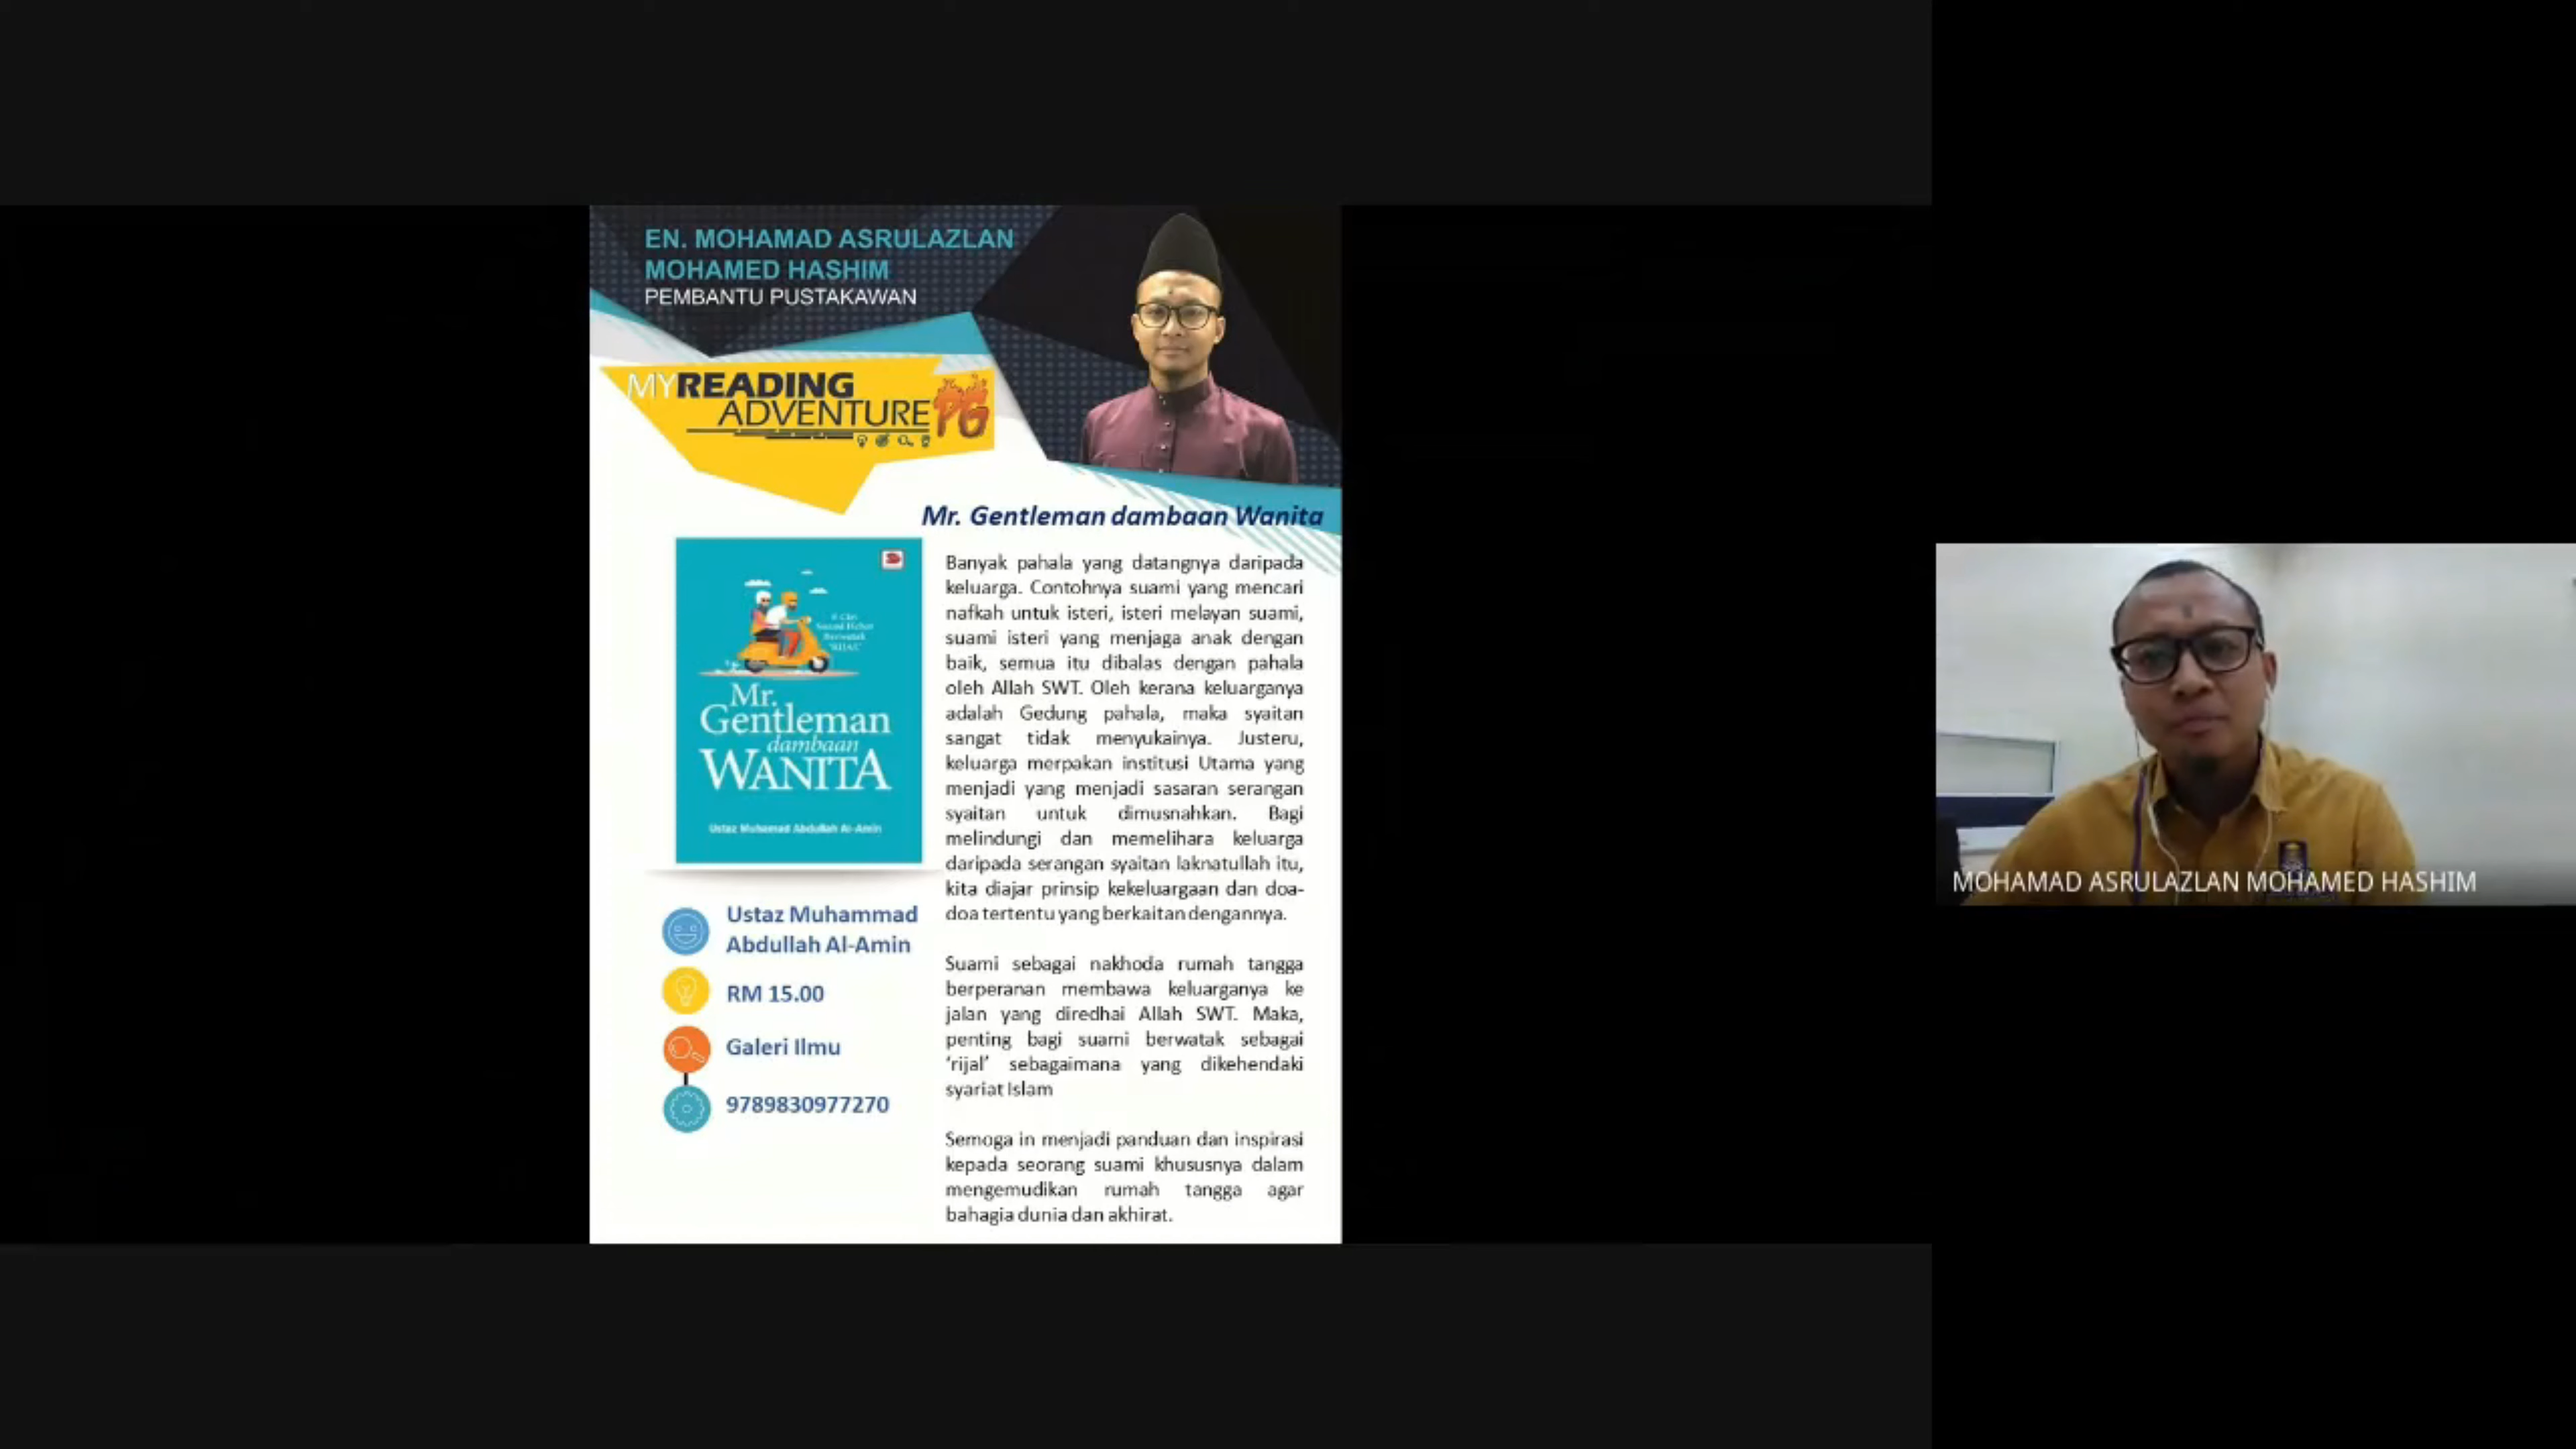 EN. MOHAMAD ASRULAZLAN
MOHAMED HASHIM
PEMBANTU PUSTAKAWAN
MYREADING
ADVENTURE PG
Mr. Gentleman dambaan Wanita
Mr.
Gentleman
dambaan
WANITA
Ustaz Muhamad Abdullah Al-Amin
Ustaz Muhammad
Abdullah Al-Amin
RM 15.00
Galeri Ilmu
9789830977270
Banyak pahala yang datangnya daripada
keluarga. Contohnya suami yang mencari
nafkah untuk isteri, isteri melayan suami,
suami isteri yang menjaga anak dengan
baik, semua itu dibalas dengan pahala
oleh Allah SWT. Oleh kerana keluarganya
adalah Gedung pahala, maka syaitan
sangat tidak menyukainya. Justeru,
keluarga merpakan institusi Utama yang
menjadi yang menjadi sasaran serangan
syaitan untuk dimusnahkan. Bagi
melindungi dan memelihara keluarga
daripada serangan syaitan laknatullah itu,
kita diajar prinsip kekeluargaan dan doa-
doa tertentu yang berkaitan dengannya.
Suami sebagai nakhoda rumah tangga
berperanan membawa keluarganya ke
jalan yang diredhai Allah SWT. Maka,
penting bagi suami berwatak sebagai
‘rijal’ sebagaimana yang dikehendaki
syariat Islam
Semoga in menjadi panduan dan inspirasi
kepada seorang suami khususnya dalam
mengemudikan rumah tangga agar
bahagia dunia dan akhirat.
MOHAMAD ASRULAZLAN MOHAMED HASHIM